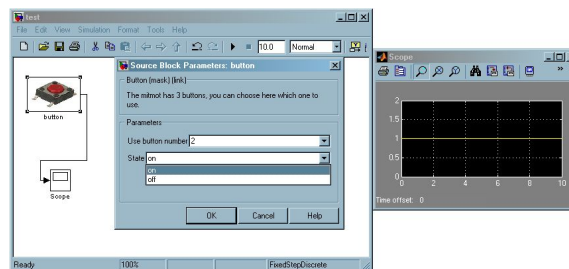 test
File Edit View Simulation Format Tools Help
10.0 Normal
button
Scope
Ready 100% FixedStepDiscrete
Source Block Parameters: button
Button (mask) (link)
The mitmot has 3 buttons, you can choose here which one to
use.
Parameters
Use button number 2
State on
on
off
OK Cancel Help
Scope
2
1.5
1
0.5
0
0 2 4 6 8 10
Time offset: 0